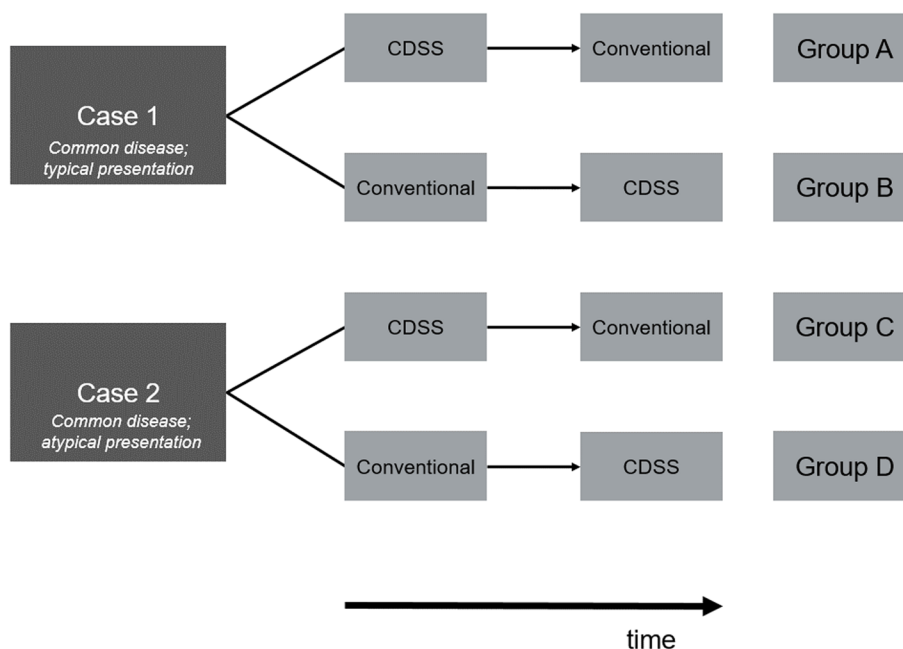 CDSS
Conventional
Group A
Case 1
Common disease;
typical presentation
Conventional
CDSS
Group B
CDSS
Conventional
Group C
Case 2
Common disease;
atypical presentation
Conventional
CDSS
Group D
time